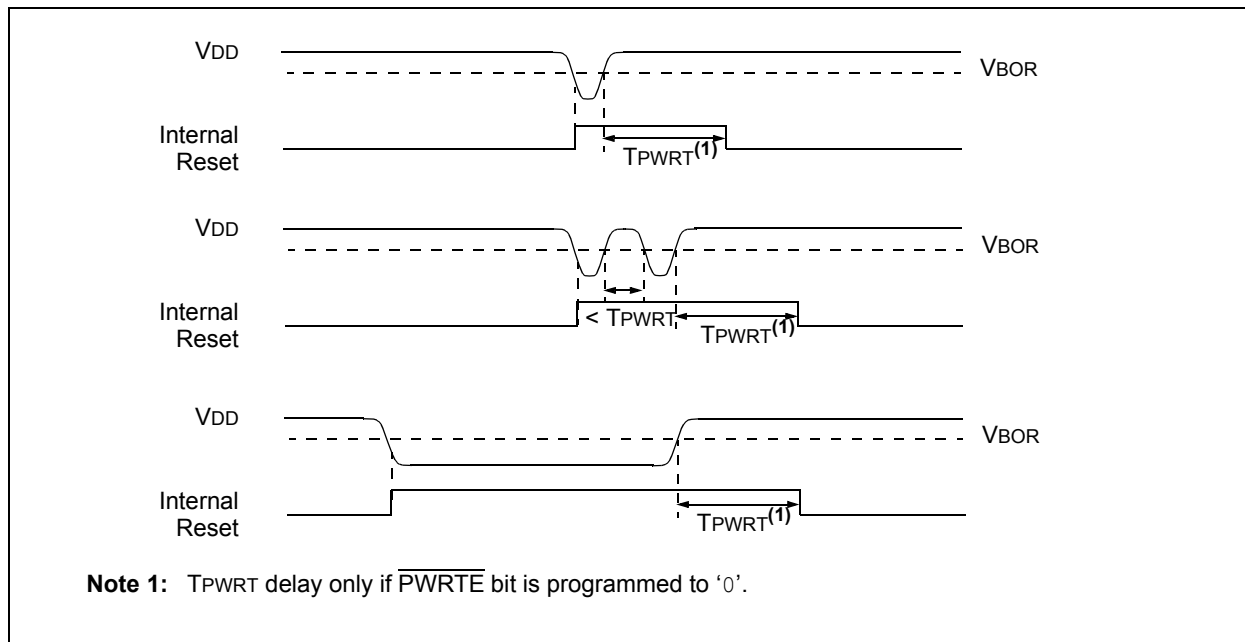 VDD
VBOR
Internal
Reset
TPWRT(1)
VDD
VBOR
Internal
Reset
< TPWRT
TPWRT(1)
VDD
VBOR
Internal
Reset
TPWRT(1)
Note 1: TPWRT delay only if PWRTE bit is programmed to ‘0’.